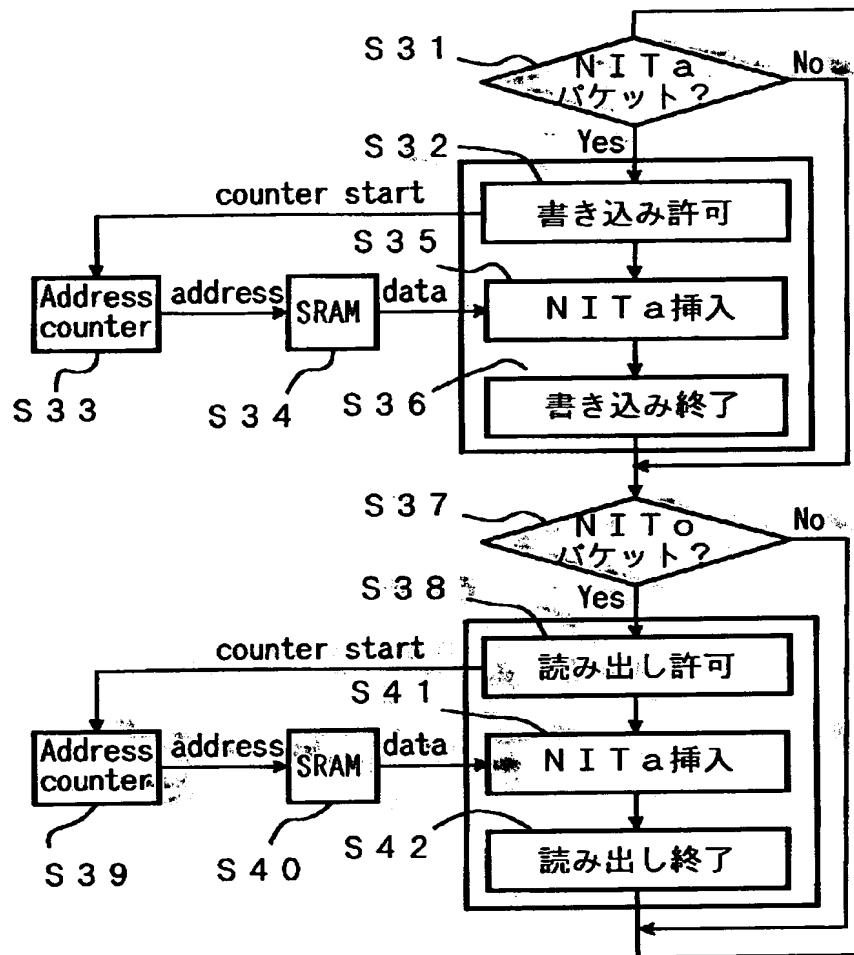 S31
NITa
パケット？
No
Yes
S32
counter start
書き込み許可
S35
Address
counter
address
SRAM
data
NITa挿入
S33
S34
S36
書き込み終了
S37
NITo
パケット？
No
Yes
S38
counter start
読み出し許可
S41
Address
counter
address
SRAM
data
NITa挿入
S39
S40
S42
読み出し終了